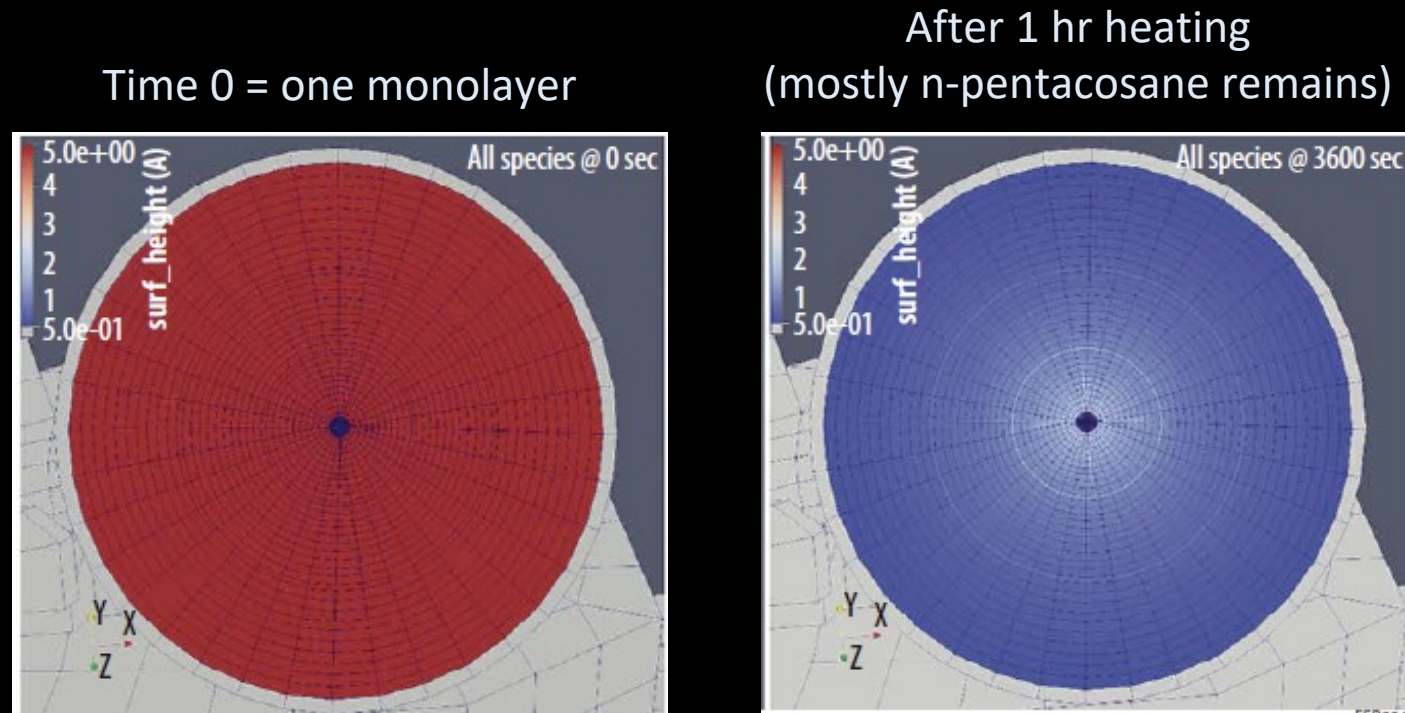 Time 0 = one monolayer
After 1 hr heating
(mostly n-pentacosane remains)
5.0e+00
4
3
2
1
5.0e-01
surf_height (A)
All species @ 0 sec
Y
X
Z
5.0e+00
4
3
2
1
5.0e-01
surf_height (A)
All species @ 3600 sec
Y
X
Z